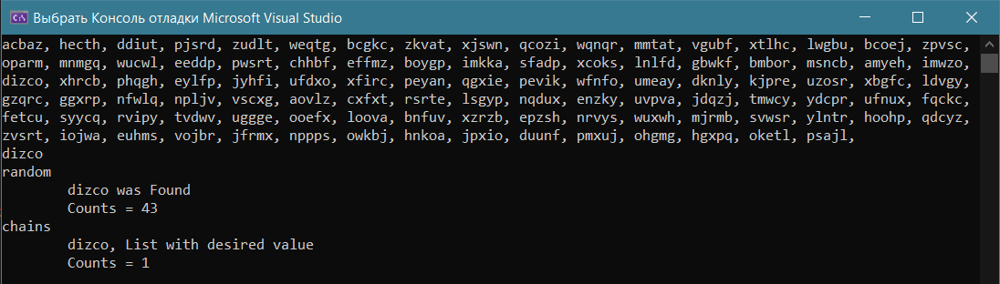 Выбрать Консоль отладки Microsoft Visual Studio
acbaz, hecth, ddiut, pjsrd, zudlt, weqtg, bcgkc, zkvat, xjswn, qcozi, wqnqr, mmtat, vgubf, xtlhc, lwgbu, bcoej, zpvsc,
oparm, mnmgq, wucwl, eeddp, pwsrt, chhbf, effmz, boygp, imkka, sfadp, xcoks, lnlfd, gbwkf, bmbor, msncb, amyeh, imwzo,
dizco, xhrcb, phqgh, eylfp, jyhfi, ufdxo, xfirc, peyan, qgxie, pevik, wfnfo, umeay, dknly, kjpre, uzosr, xbgfc, ldvgy,
gzqrc, ggxrp, nfwlq, npljv, vscxg, aovlz, cxfxt, rsrte, lsgyp, nqdux, enzky, uvpva, jdqzj, tmwcy, ydcpr, ufnux, fqckc,
fetcu, syycq, rvipy, tvdwv, uggge, ooefx, loova, bnfuv, xzrzb, epzsh, nrvys, wuxwh, mjrmb, svwsr, ylntr, hoohp, qdcyz,
zvsrt, iojwa, euhms, vojbr, jfrmx, nppps, owkbj, hnkoa, jpxio, duunf, pmxuj, ohgmg, hgxpq, oketl, psajl,
dizco
random
dizco was Found
Counts = 43
chains
dizco, List with desired value
Counts = 1